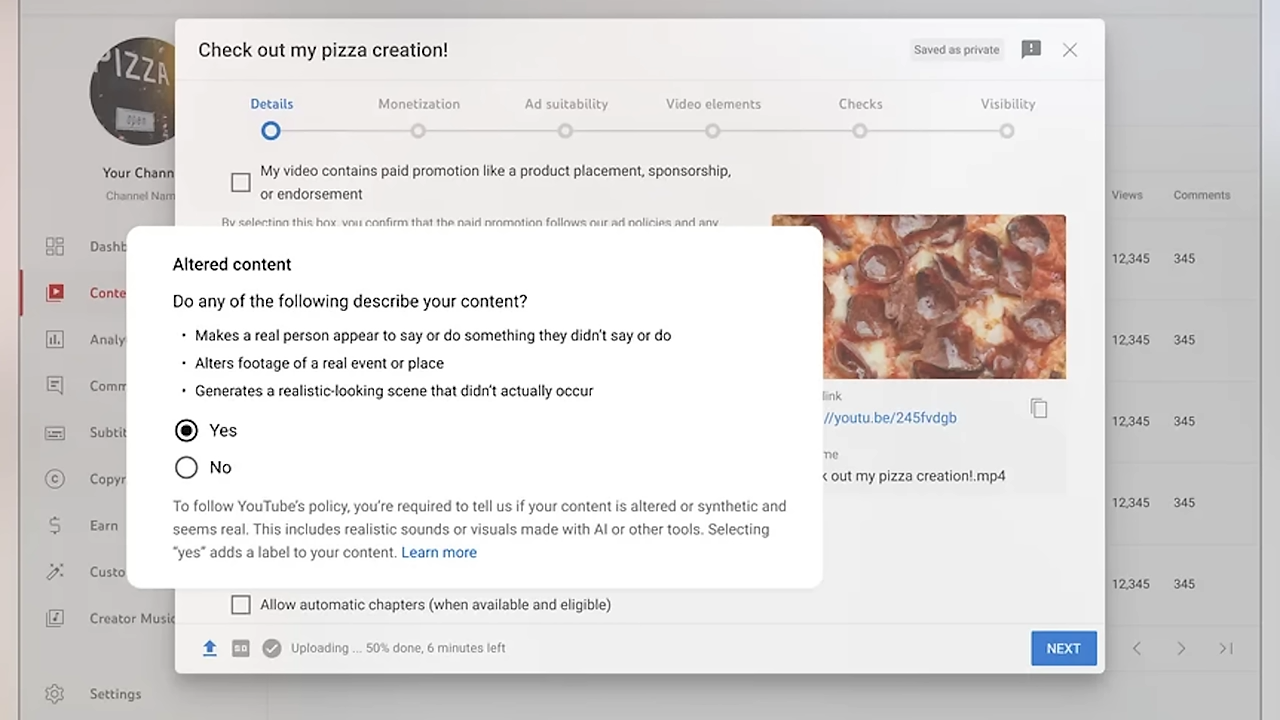 PIZZA
open
Your Chann
Channel Nam
Dashb
Conte
Analy
Comm
Subtit
Copyr
Earn
Custo
Creator Music
Settings
Check out my pizza creation!
Saved as private
Details
Monetization
Ad suitability
Video elements
Checks
Visibility
My video contains paid promotion like a product placement, sponsorship,
or endorsement
By selecting this box, you confirm that the paid promotion follows our ad policies and any
Altered content
Do any of the following describe your content?
• Makes a real person appear to say or do something they didn't say or do
• Alters footage of a real event or place
• Generates a realistic-looking scene that didn't actually occur
Yes
No
To follow YouTube's policy, you're required to tell us if your content is altered or synthetic and
seems real. This includes realistic sounds or visuals made with AI or other tools. Selecting
“yes” adds a label to your content. Learn more
link
//youtu.be/245fvdgb
me
k out my pizza creation!.mp4
Allow automatic chapters (when available and eligible)
SD
Uploading ... 50% done, 6 minutes left
NEXT
Views
Comments
12,345
345
12,345
345
12,345
345
12,345
345
12,345
345